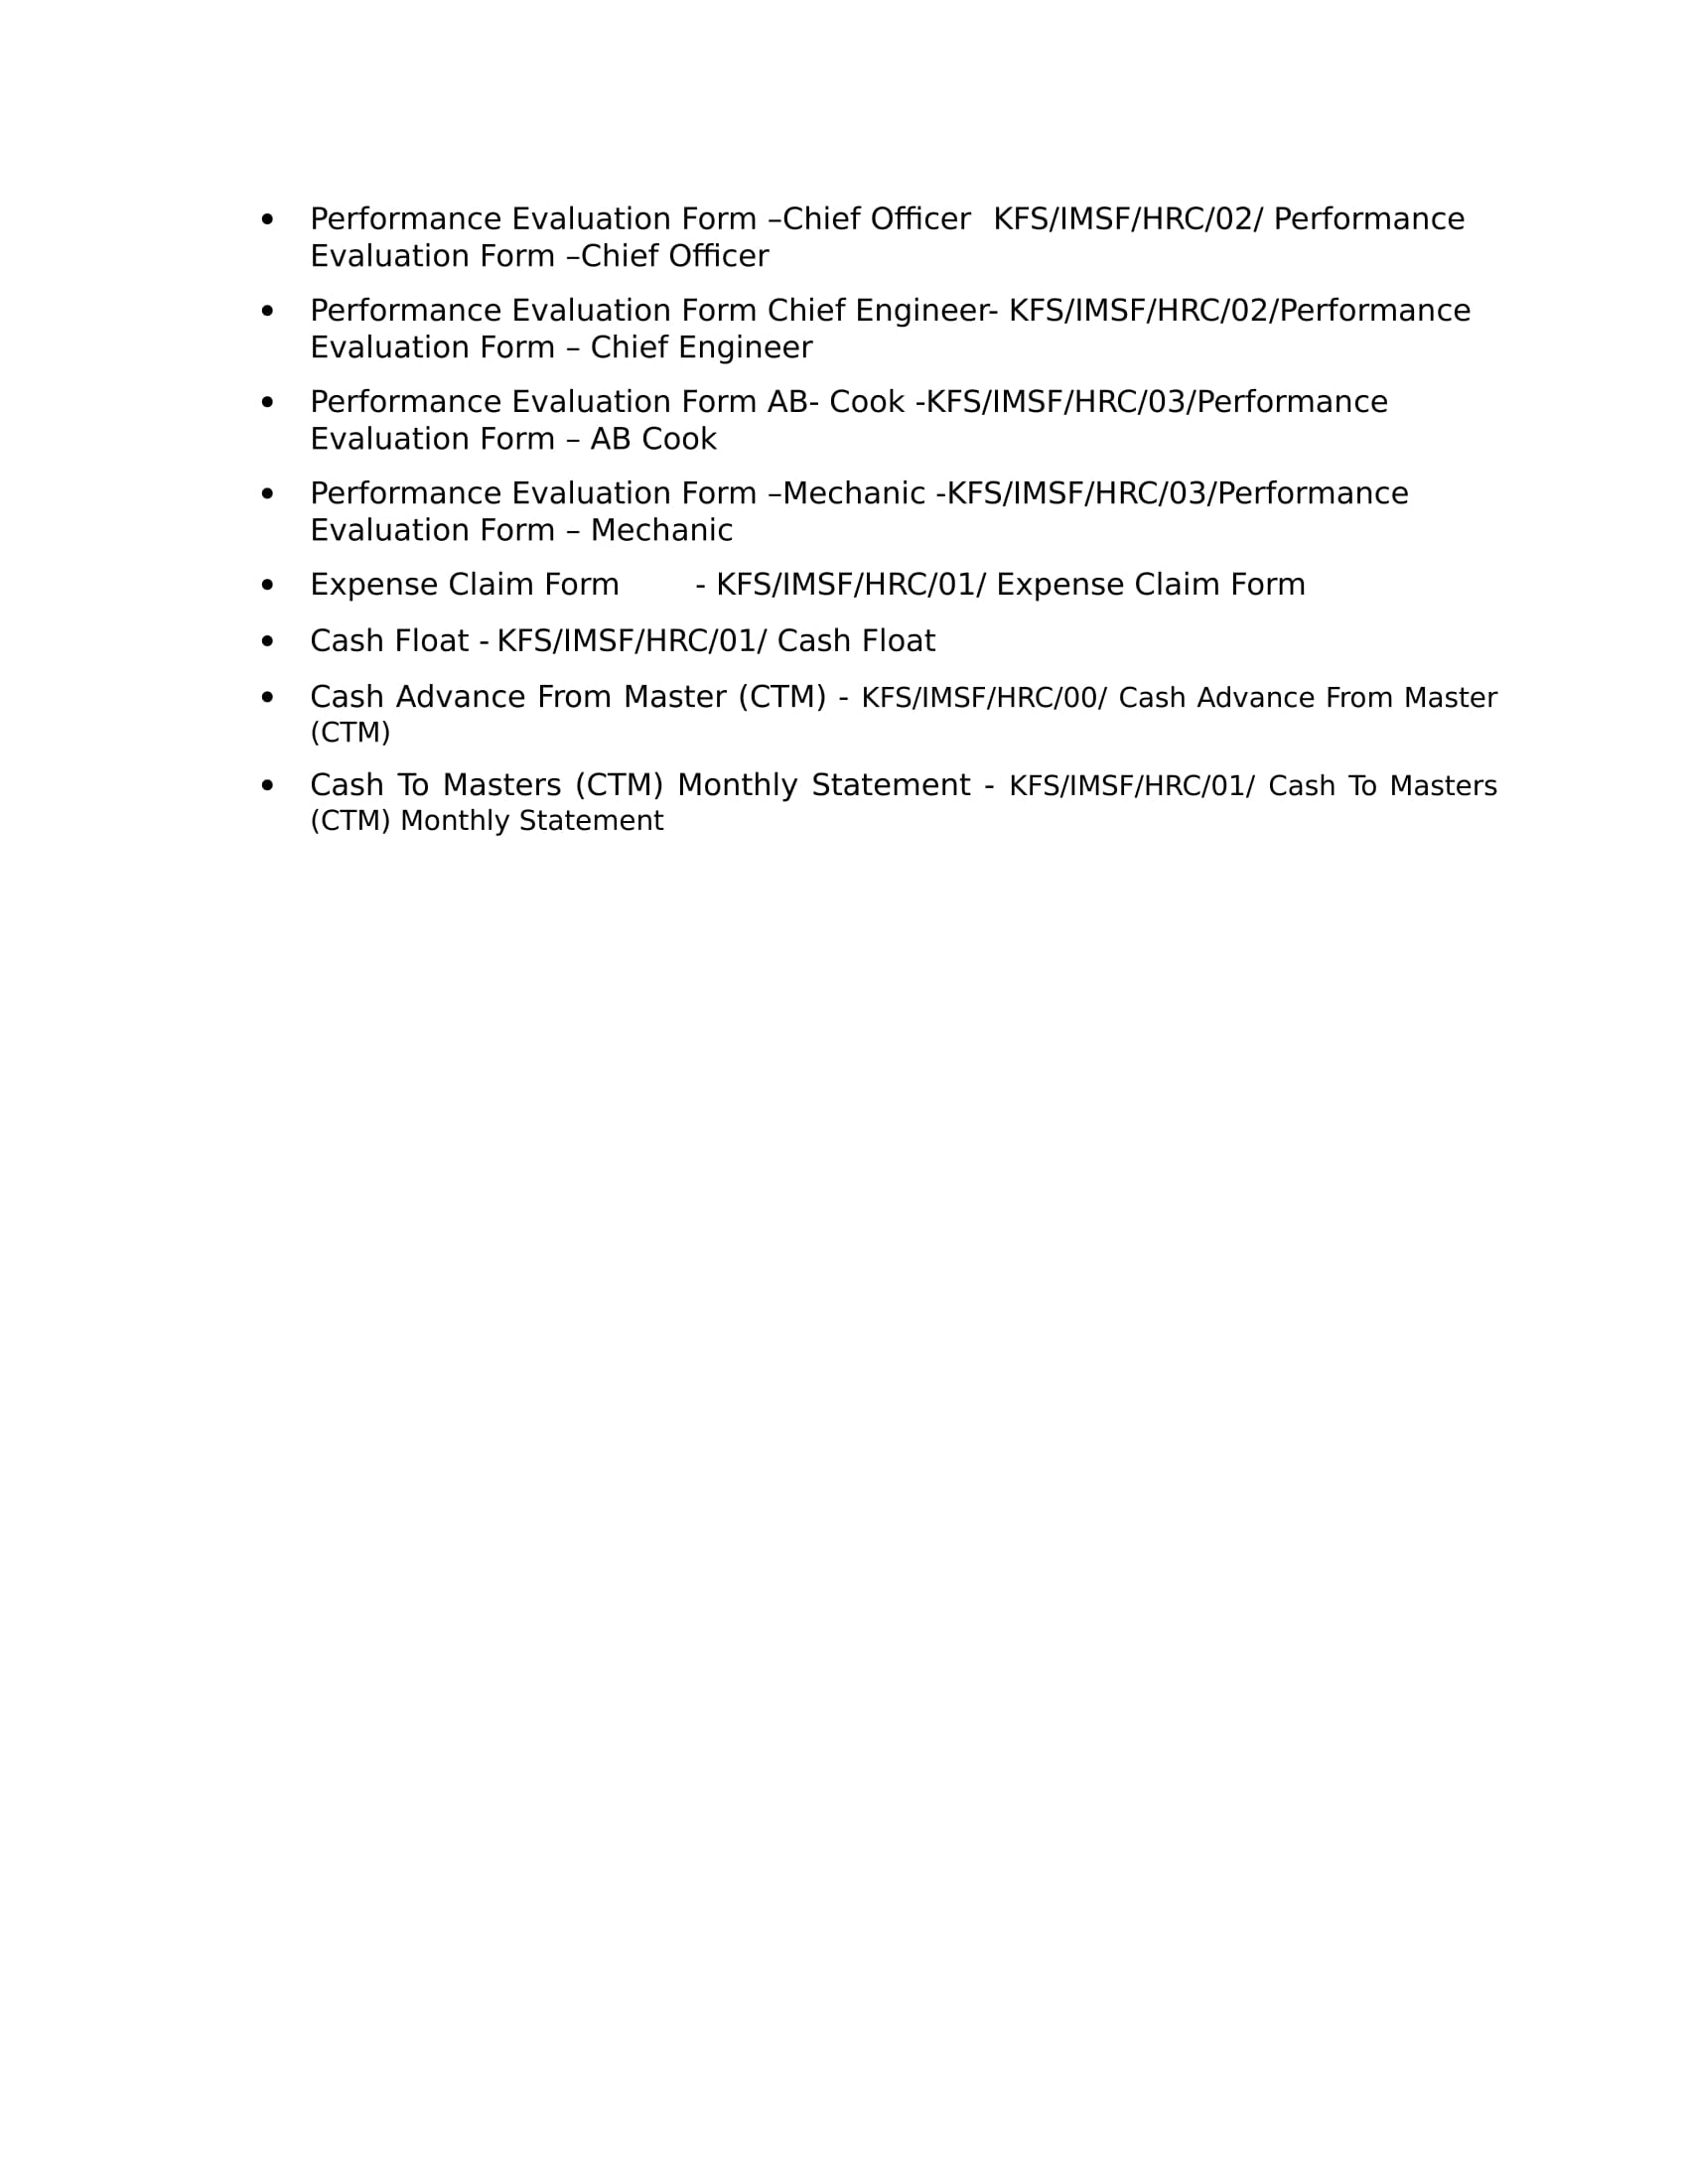 • Performance Evaluation Form –Chief Officer KFS/IMSF/HRC/02/ Performance
Evaluation Form –Chief Officer
• Performance Evaluation Form Chief Engineer- KFS/IMSF/HRC/02/Performance
Evaluation Form – Chief Engineer
• Performance Evaluation Form AB- Cook -KFS/IMSF/HRC/03/Performance
Evaluation Form – AB Cook
• Performance Evaluation Form –Mechanic -KFS/IMSF/HRC/03/Performance
Evaluation Form – Mechanic
• Expense Claim Form - KFS/IMSF/HRC/01/ Expense Claim Form
• Cash Float - KFS/IMSF/HRC/01/ Cash Float
• Cash Advance From Master (CTM) - KFS/IMSF/HRC/00/ Cash Advance From Master
(CTM)
• Cash To Masters (CTM) Monthly Statement - KFS/IMSF/HRC/01/ Cash To Masters
(CTM) Monthly Statement